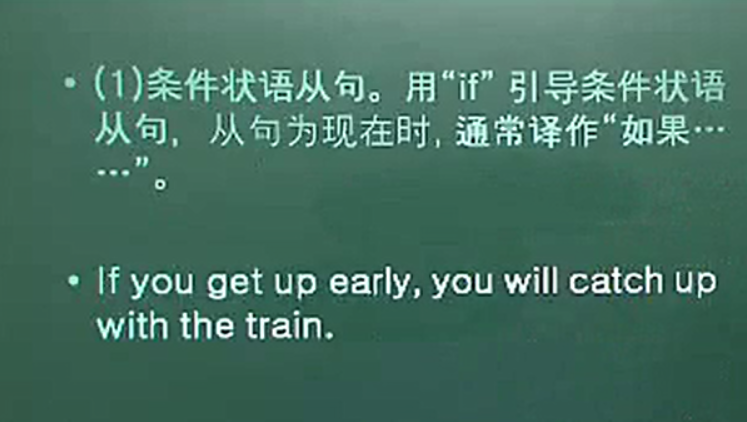 • (1)条件状语从句。用“if” 引导条件状语
从句, 从句为现在时, 通常译作“如果…
…”。
• If you get up early, you will catch up
with the train.